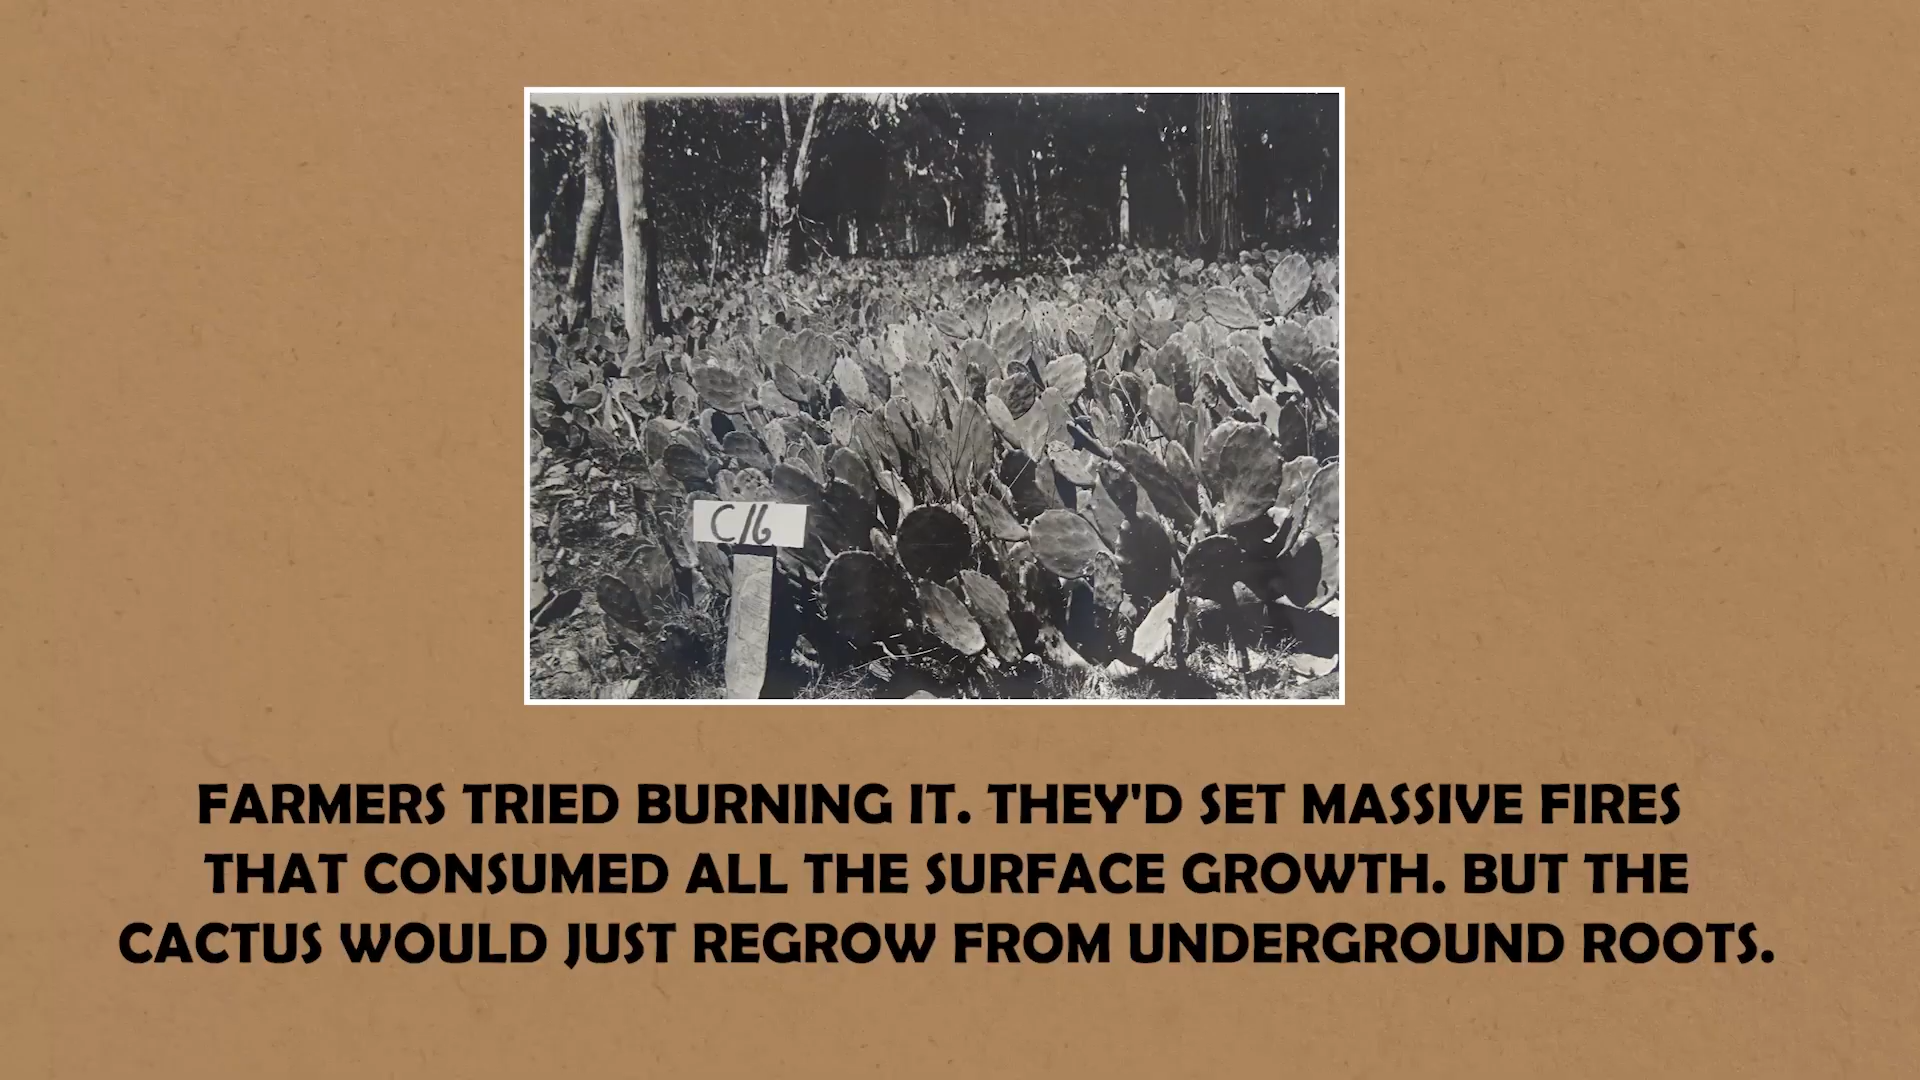 C16
FARMERS TRIED BURNING IT. THEY'D SET MASSIVE FIRES
THAT CONSUMED ALL THE SURFACE GROWTH. BUT THE
CACTUS WOULD JUST REGROW FROM UNDERGROUND ROOTS.